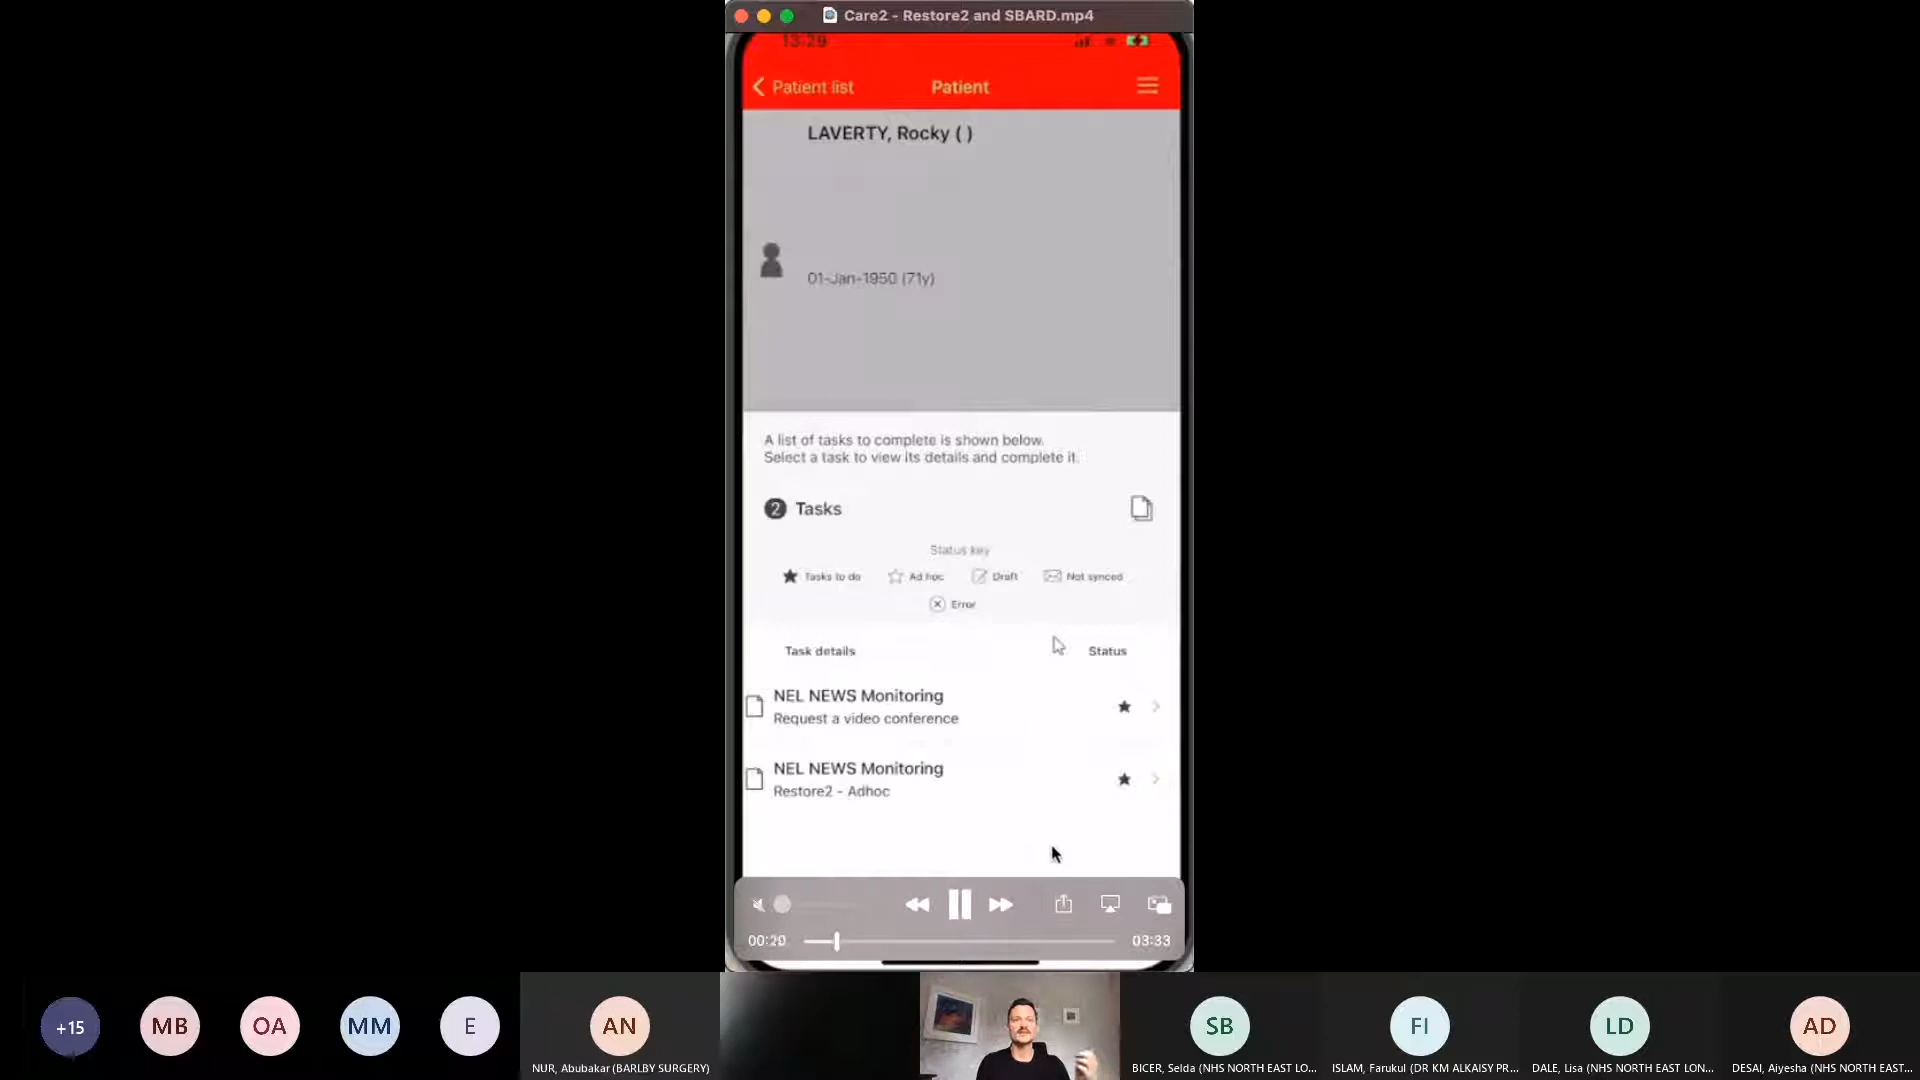 Care2 - Restore2 and SBARD.mp4
13:29
Patient list
Patient
LAVERTY, Rocky ( )
01-Jan-1950 (71y)
A list of tasks to complete is shown below.
Select a task to view its details and complete it.
2 Tasks
Status key
Tasks to do
Ad hoc
Draft
Not synced
Error
Task details
Status
NEL NEWS Monitoring
Request a video conference
NEL NEWS Monitoring
Restore2 - Adhoc
00:20
03:33
+15
MB
OA
MM
E
AN
SB
FI
LD
AD
NUR, Abubakar (BARLBY SURGERY)
BICER, Selda (NHS NORTH EAST LO...
ISLAM, Farukul (DR KM ALKAISY PR...
DALE, Lisa (NHS NORTH EAST LON...
DESAI, Aiyesha (NHS NORTH EAST...